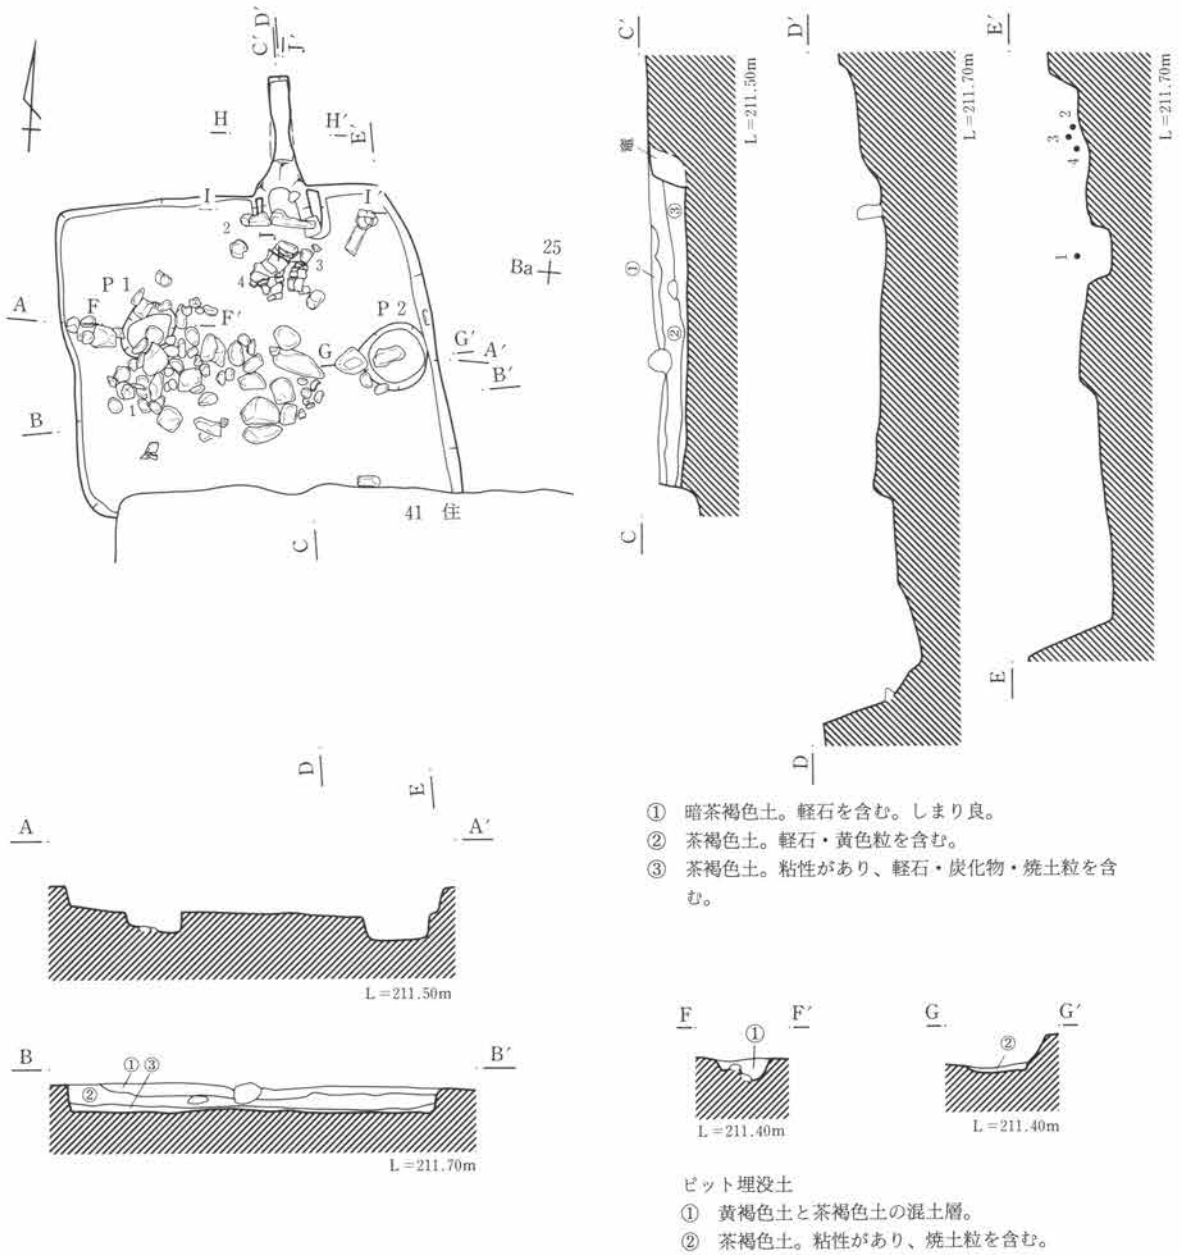 C′ D′ J′
H H′
E′
I I′
2
J
3
4
25
Ba
P 1
P 2
A F F′
G G′
A′
B′
1
B
41 住
C
D
E
C′
L=211.50m
竈
③
①
②
C
D′
L=211.70m
D
E′
L=211.70m
2
3
4
1
E
① 暗茶褐色土。軽石を含む。しまり良。
② 茶褐色土。軽石・黄色粒を含む。
③ 茶褐色土。粘性があり、軽石・炭化物・焼土粒を含
む。
A A′
L=211.50m
B B′
①③
②
L=211.70m
F F′
①
L=211.40m
G G′
②
L=211.40m
ピット埋没土
① 黄褐色土と茶褐色土の混土層。
② 茶褐色土。粘性があり、焼土粒を含む。